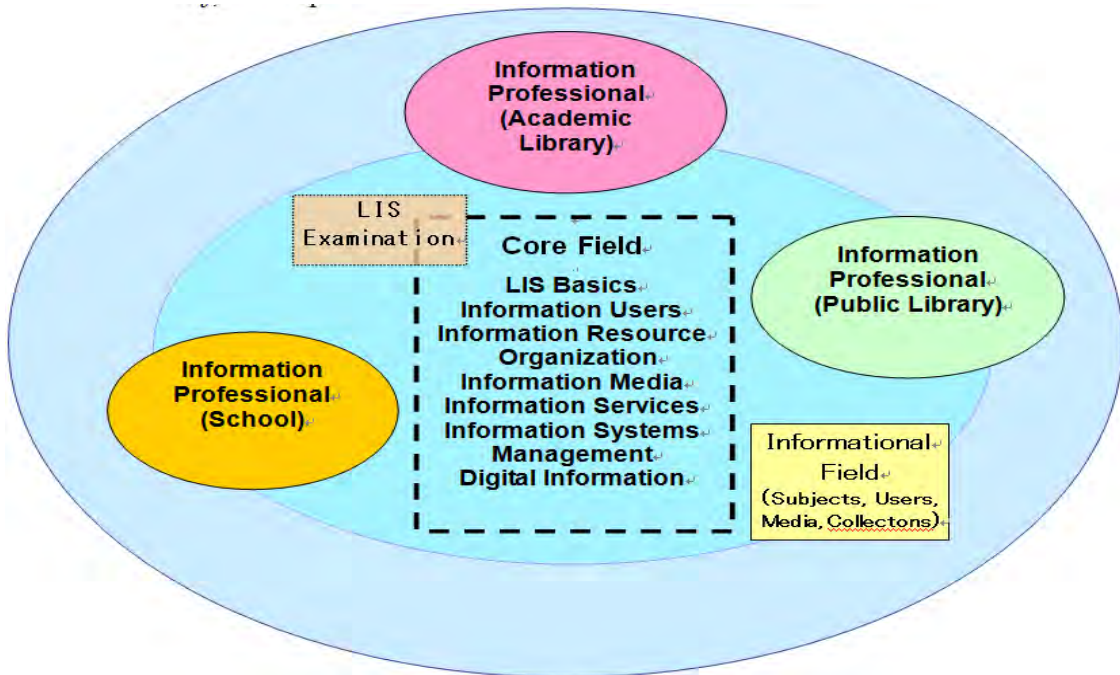 Information
Professional
(Academic
Library)
LIS
Examination
Core Field
LIS Basics
Information Users
Information Resource
Organization
Information Media
Information Services
Information Systems
Management
Digital Information
Information
Professional
(Public Library)
Information
Professional
(School)
Informational
Field
(Subjects, Users,
Media, Collectons)